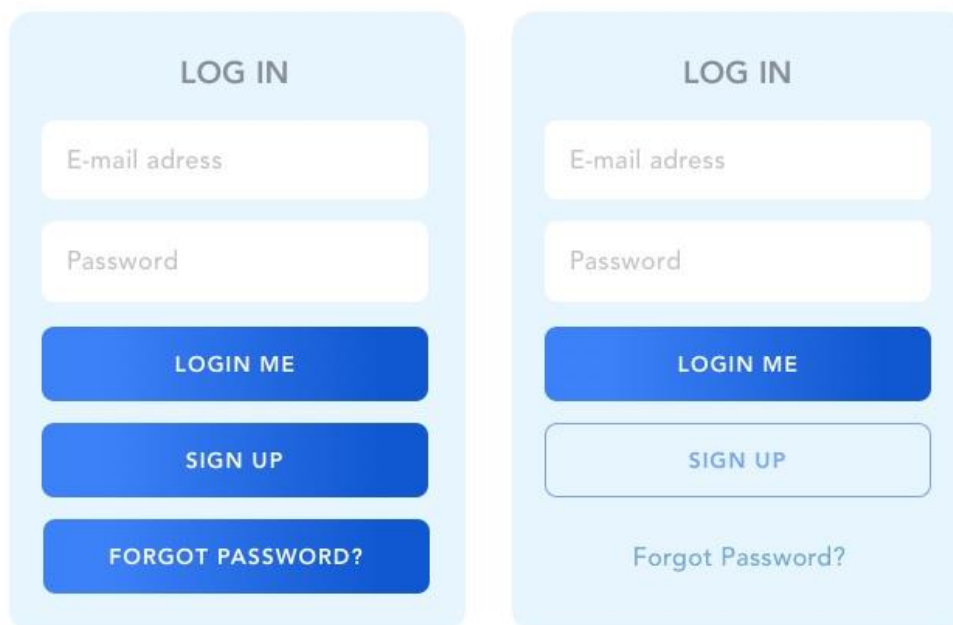 LOG IN
E-mail adress
Password
LOGIN ME
SIGN UP
FORGOT PASSWORD?
LOG IN
E-mail adress
Password
LOGIN ME
SIGN UP
Forgot Password?